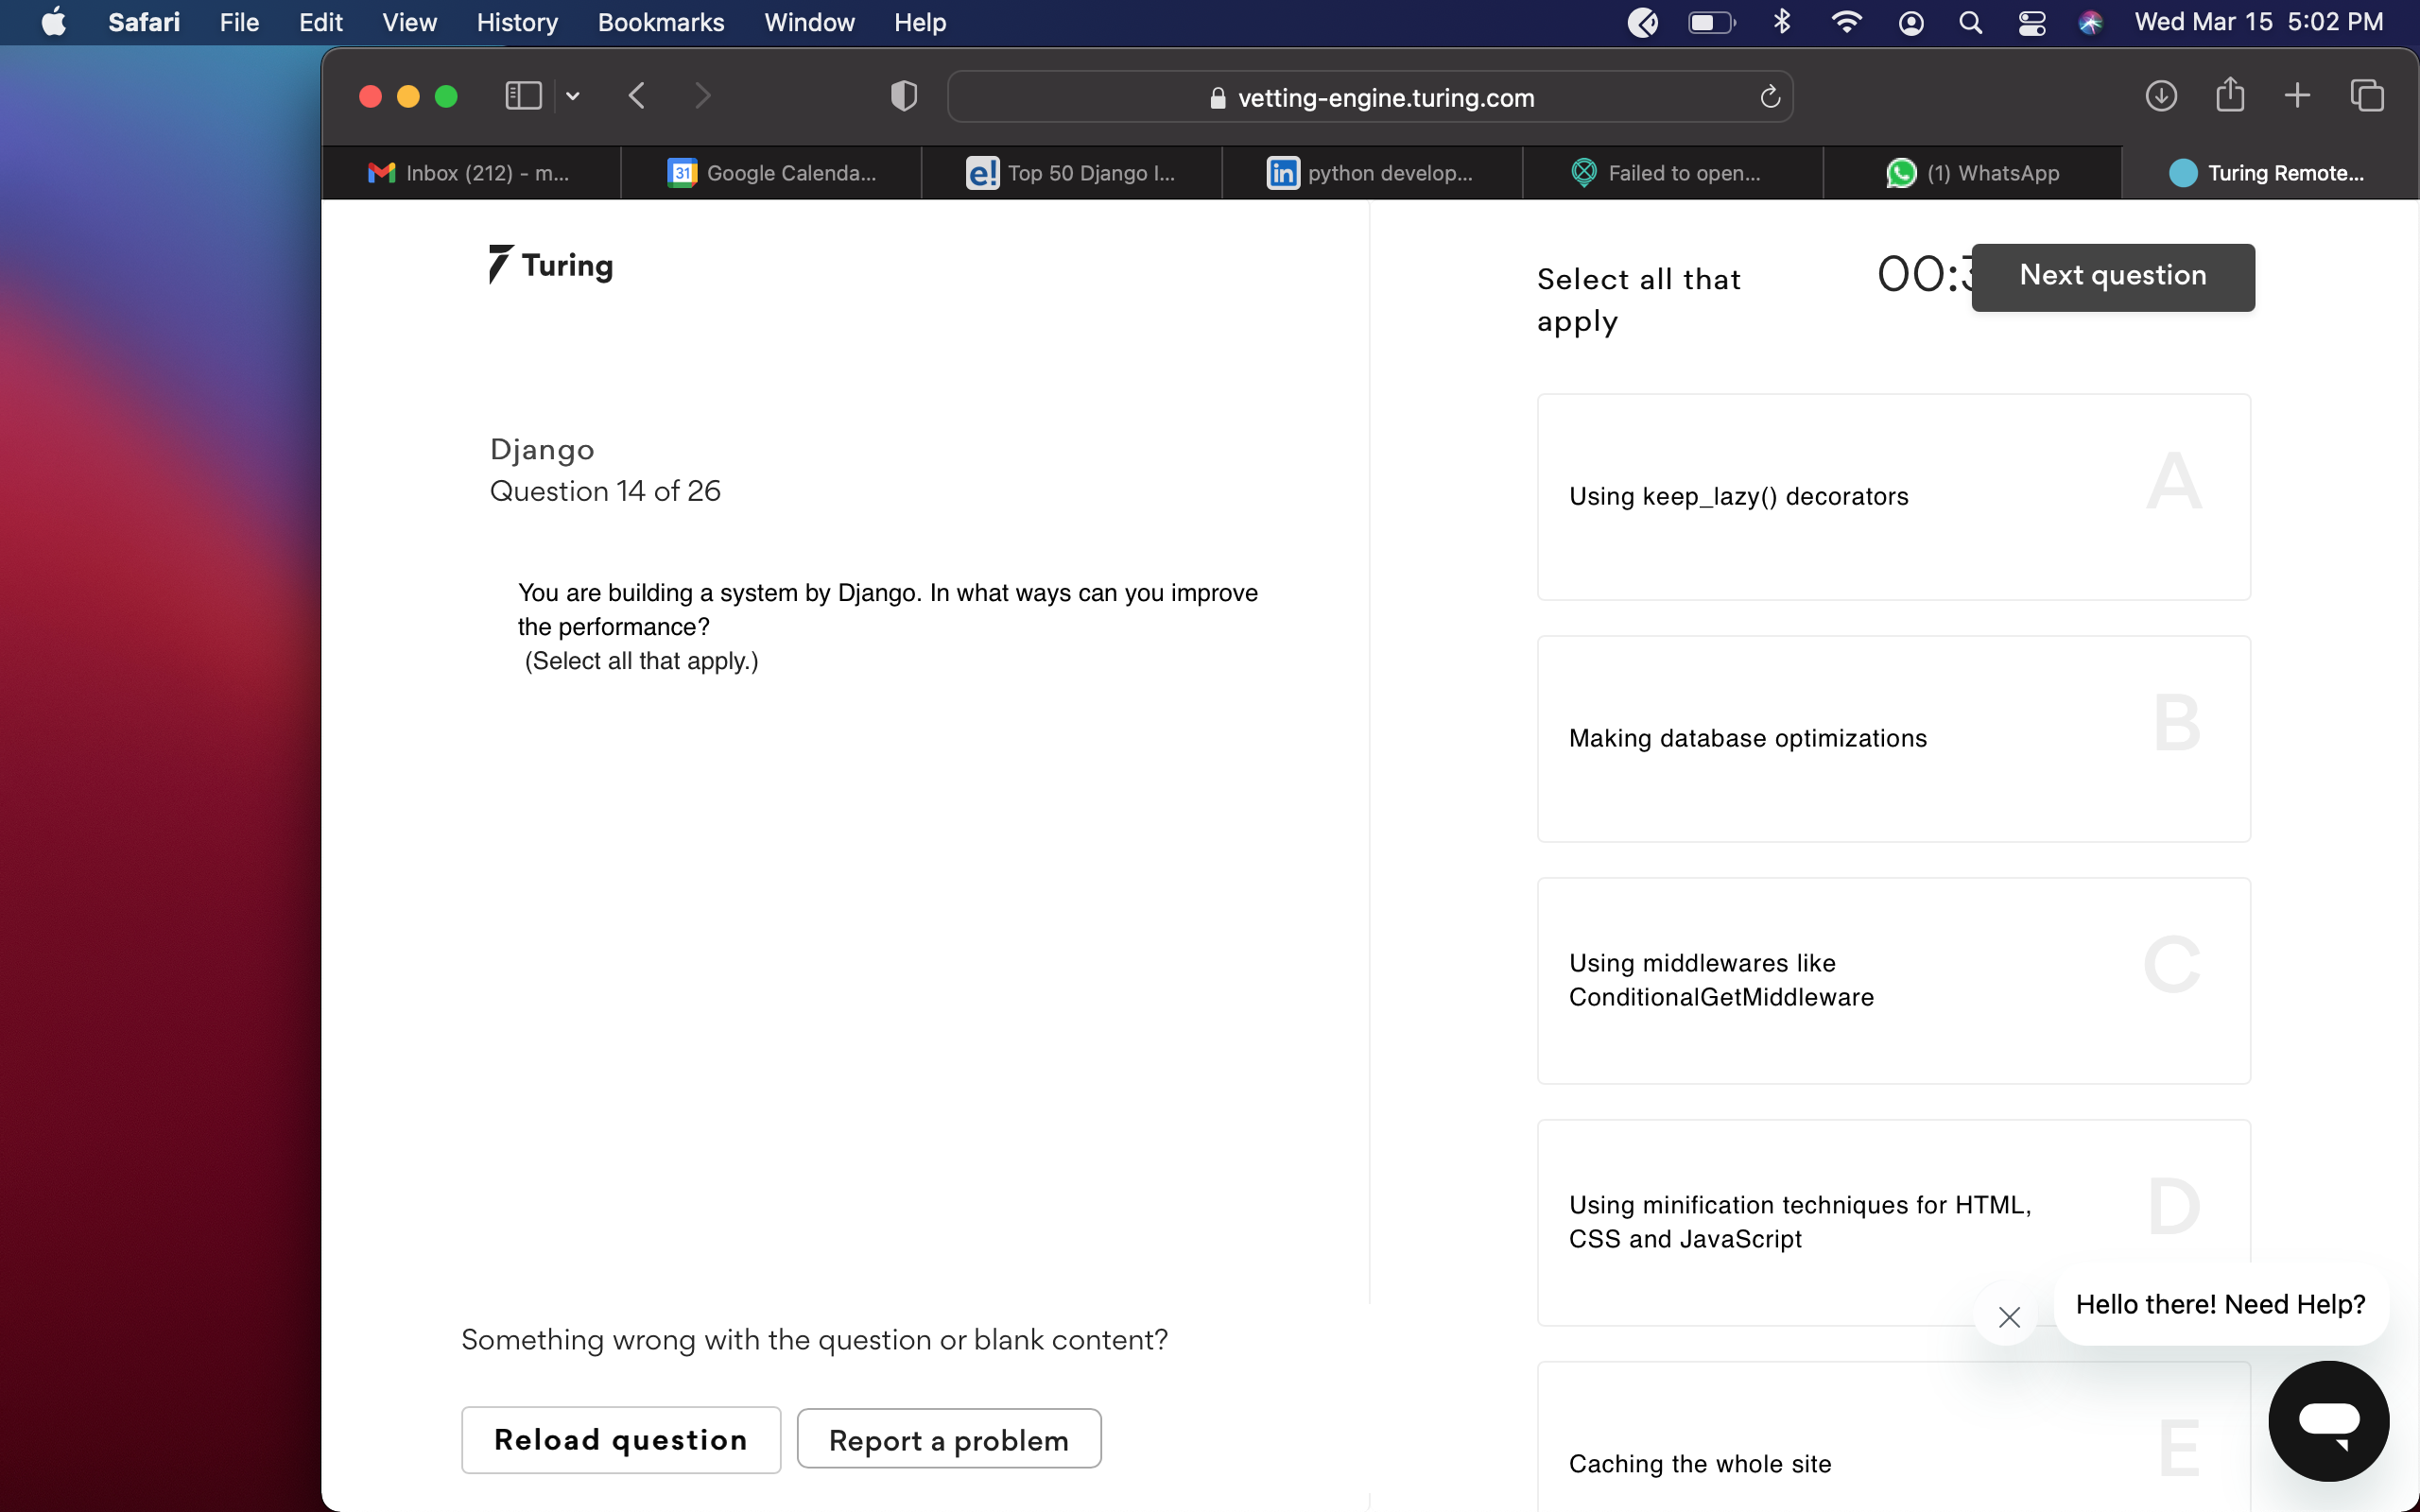 Safari File Edit View History Bookmarks Window Help Wed Mar 15 5:02 PM
vetting-engine.turing.com
Inbox (212) - m... 31 Google Calenda... e! Top 50 Django I... in python develop... Failed to open... (1) WhatsApp Turing Remote...
Turing
Django
Question 14 of 26
You are building a system by Django. In what ways can you improve
the performance?
(Select all that apply.)
Something wrong with the question or blank content?
Reload question Report a problem
Select all that
apply
00:3
Next question
Using keep_lazy() decorators A
Making database optimizations B
Using middlewares like
ConditionalGetMiddleware
C
Using minification techniques for HTML,
CSS and JavaScript
D
Caching the whole site E
Hello there! Need Help?